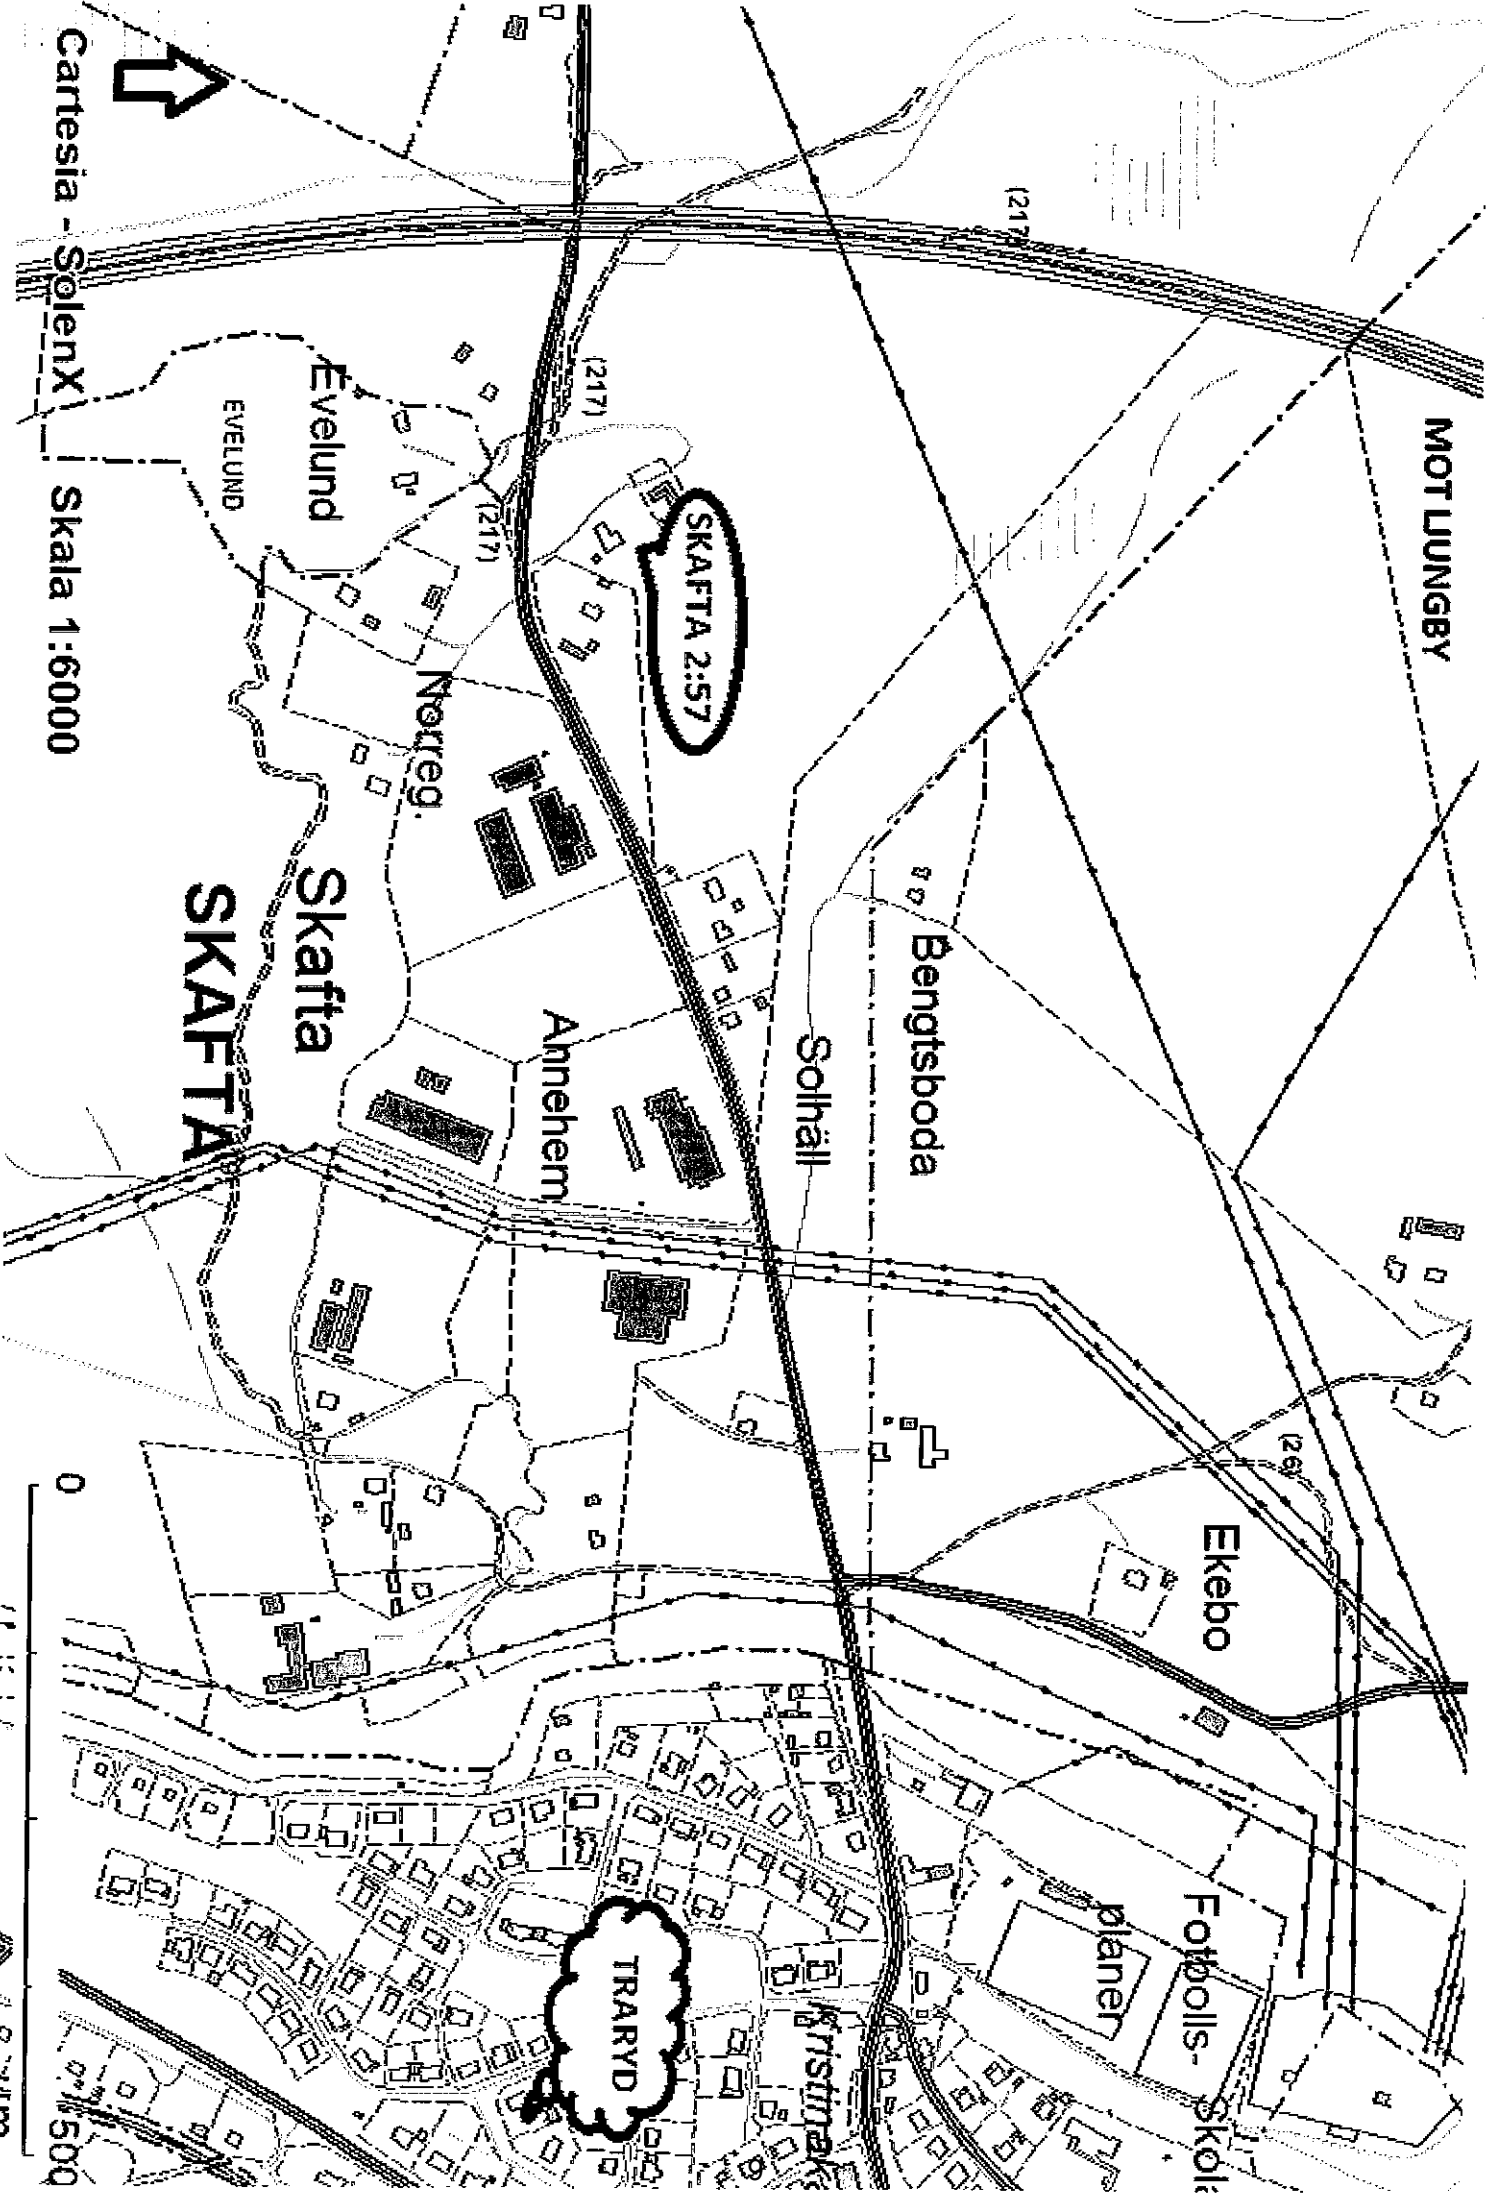 MOT LJUNGBY
(217)
(217)
(217)
SKAFTA 2:57
Evelund
EVELUND
Norreg.
Bengtsboda
Solhäll
Annehem
Skafta
SKAFTA
(26)
Ekebo
Fotbolls-
planer
TRARYD
Cartesia - SolenX Skala 1:6000
0
500